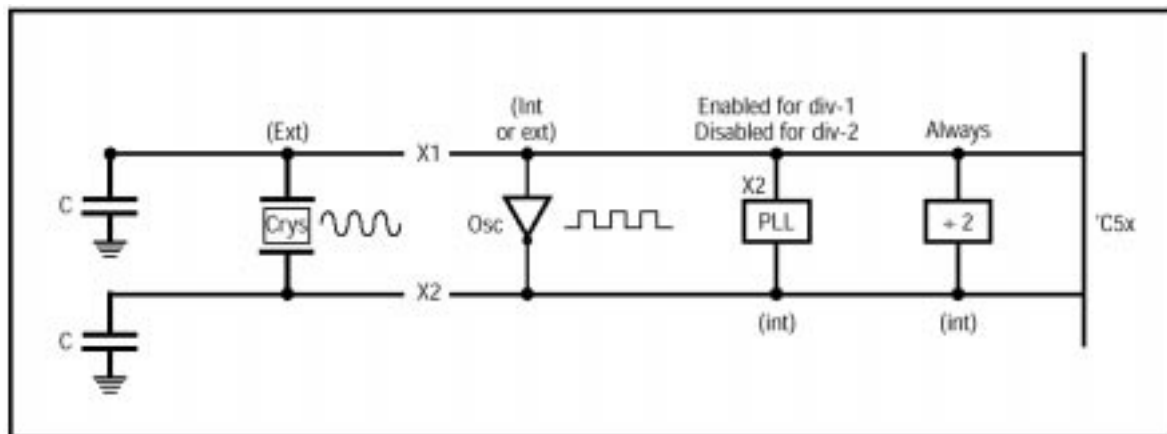 (Int
or ext)
Enabled for div-1
Disabled for div-2
Always
(Ext)
X1
C
Crys
Osc
X2
PLL
÷ 2
'C5x
X2
(int)
(int)
C